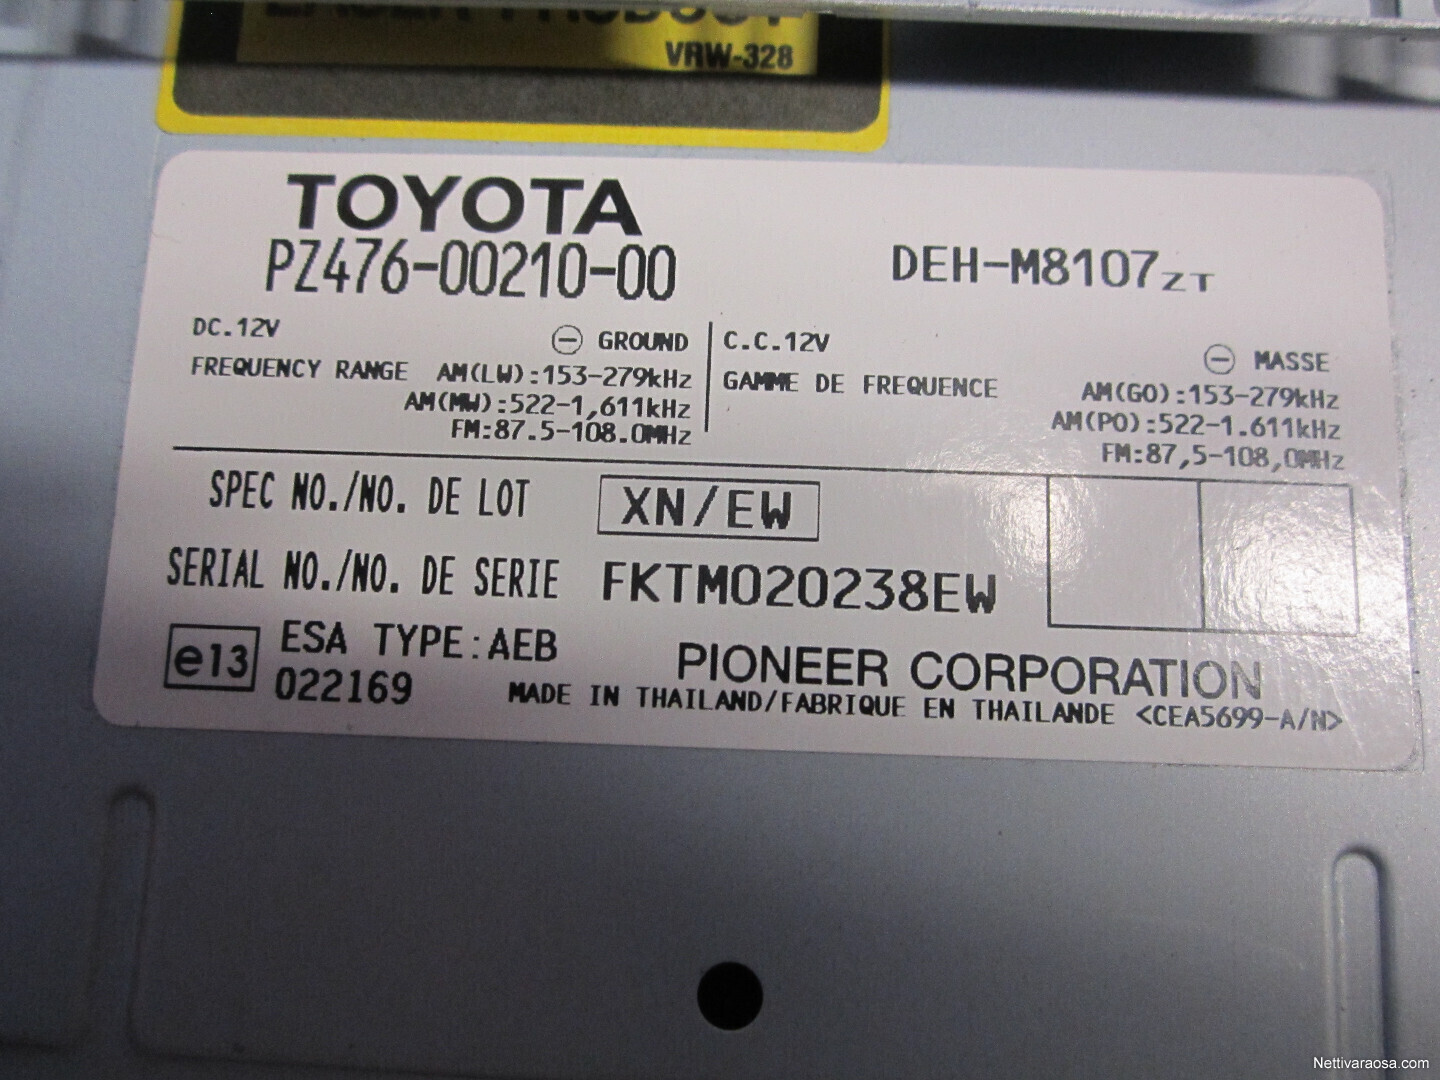 LASER PRODUCT
VRW-328
TOYOTA
PZ476-00210-00
DEH-M8107ZT
DC.12V
⊖ GROUND
FREQUENCY RANGE AM(LW):153-279kHz
AM(MW):522-1,611kHz
FM:87.5-108.0MHz
C.C.12V
⊖ MASSE
GAMME DE FREQUENCE AM(GO):153-279kHz
AM(PO):522-1.611kHz
FM:87,5-108,0MHz
SPEC NO./NO. DE LOT XN/EW
SERIAL NO./NO. DE SERIE FKTM020238EW
e13 ESA TYPE:AEB
022169
PIONEER CORPORATION
MADE IN THAILAND/FABRIQUE EN THAILANDE <CEA5699-A/N>
Nettivaraosa.com